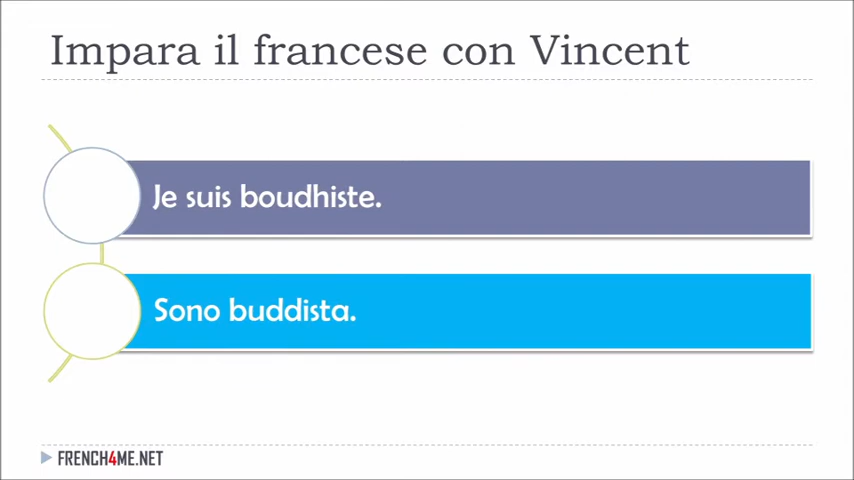 Impara il francese con Vincent
Je suis boudhiste.
Sono buddista.
FRENCH4ME.NET